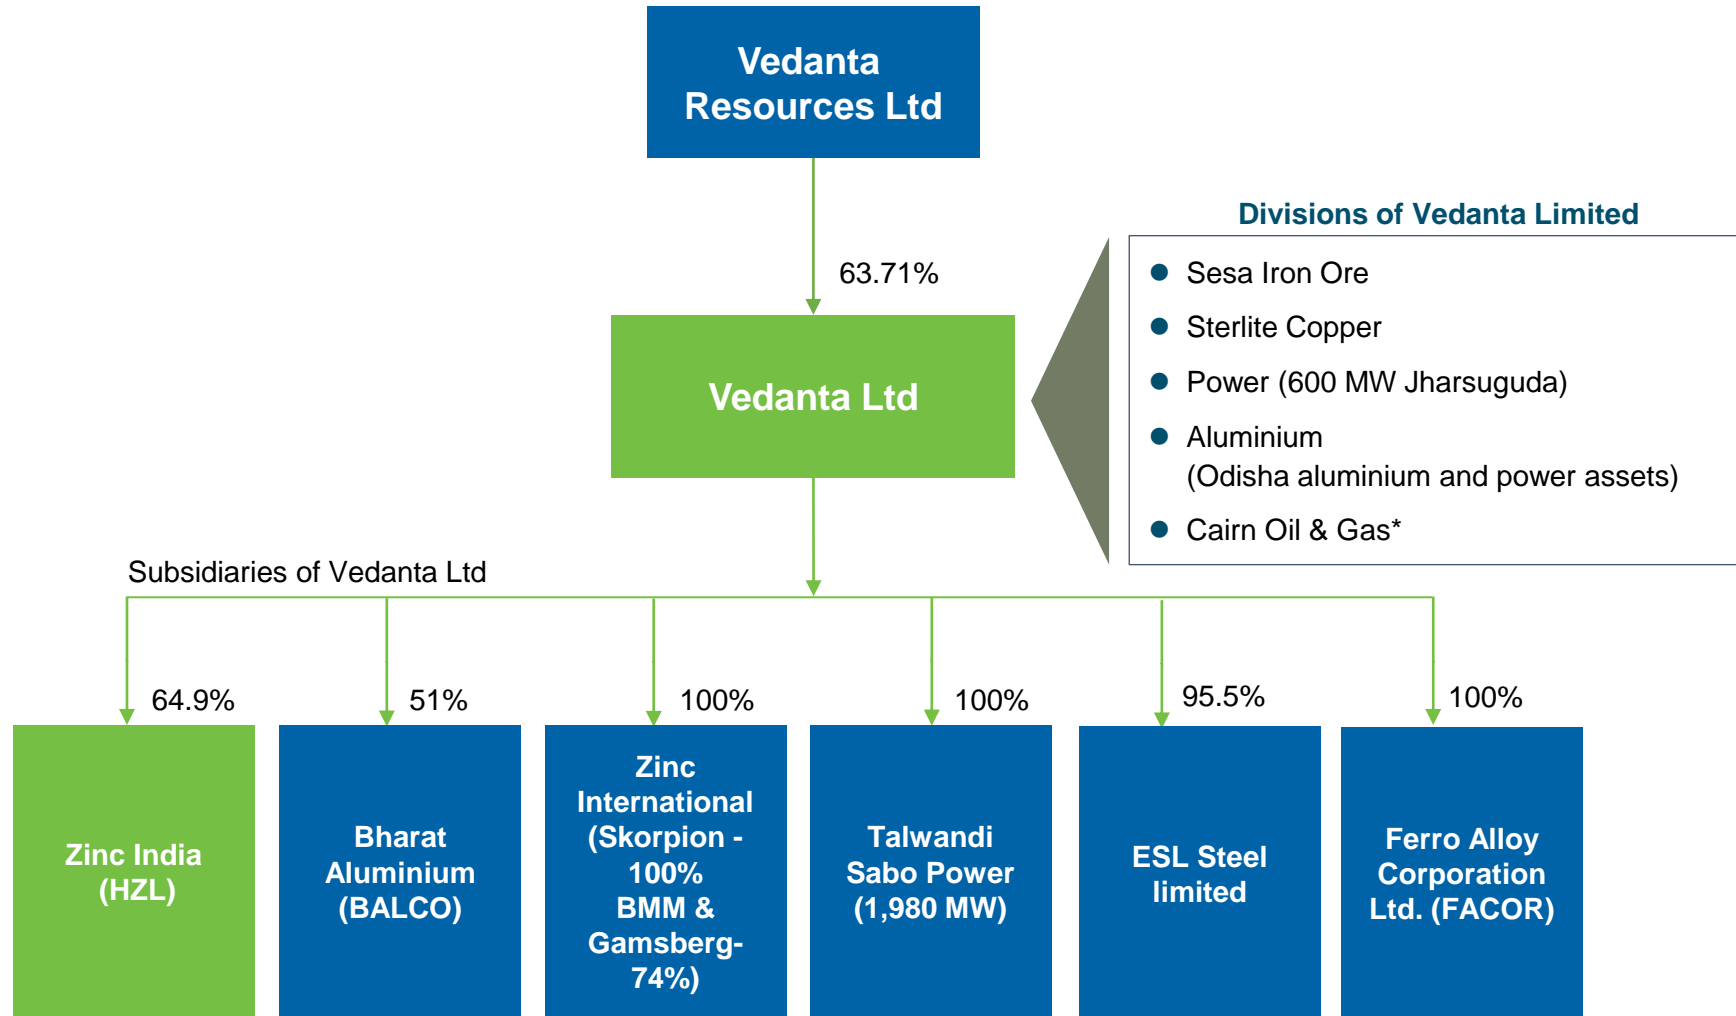 Vedanta
Resources Ltd
Divisions of Vedanta Limited
63.71%
Sesa Iron Ore
Sterlite Copper
Power (600 MW Jharsuguda)
Aluminium
(Odisha aluminium and power assets)
Cairn Oil & Gas*
Vedanta Ltd
Subsidiaries of Vedanta Ltd
64.9%
51%
100%
100%
95.5%
100%
Zinc India
(HZL)
Bharat
Aluminium
(BALCO)
Zinc
International
(Skorpion -
100%
BMM &
Gamsberg-
74%)
Talwandi
Sabo Power
(1,980 MW)
ESL Steel
limited
Ferro Alloy
Corporation
Ltd. (FACOR)